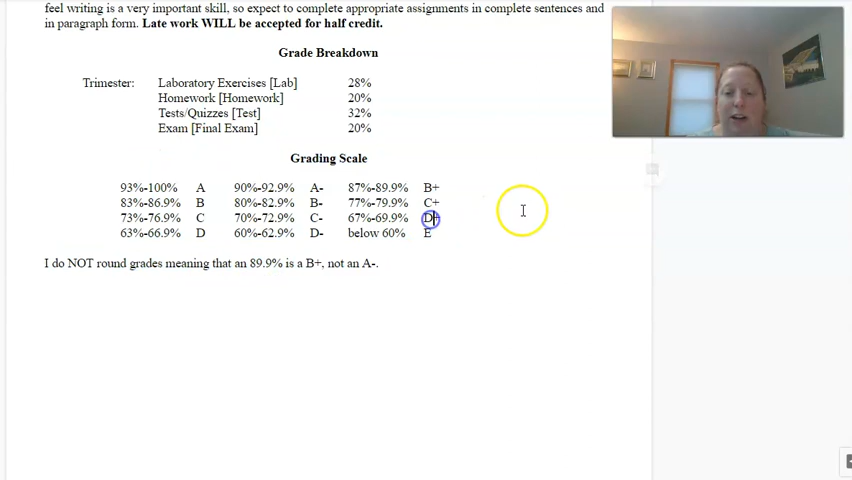 feel writing is a very important skill, so expect to complete appropriate assignments in complete sentences and
in paragraph form. Late work WILL be accepted for half credit.
Grade Breakdown
Trimester: Laboratory Exercises [Lab] 28%
Homework [Homework] 20%
Tests/Quizzes [Test] 32%
Exam [Final Exam] 20%
Grading Scale
93%-100% A 90%-92.9% A- 87%-89.9% B+
83%-86.9% B 80%-82.9% B- 77%-79.9% C+
73%-76.9% C 70%-72.9% C- 67%-69.9% D+
63%-66.9% D 60%-62.9% D- below 60% E
I do NOT round grades meaning that an 89.9% is a B+, not an A-.